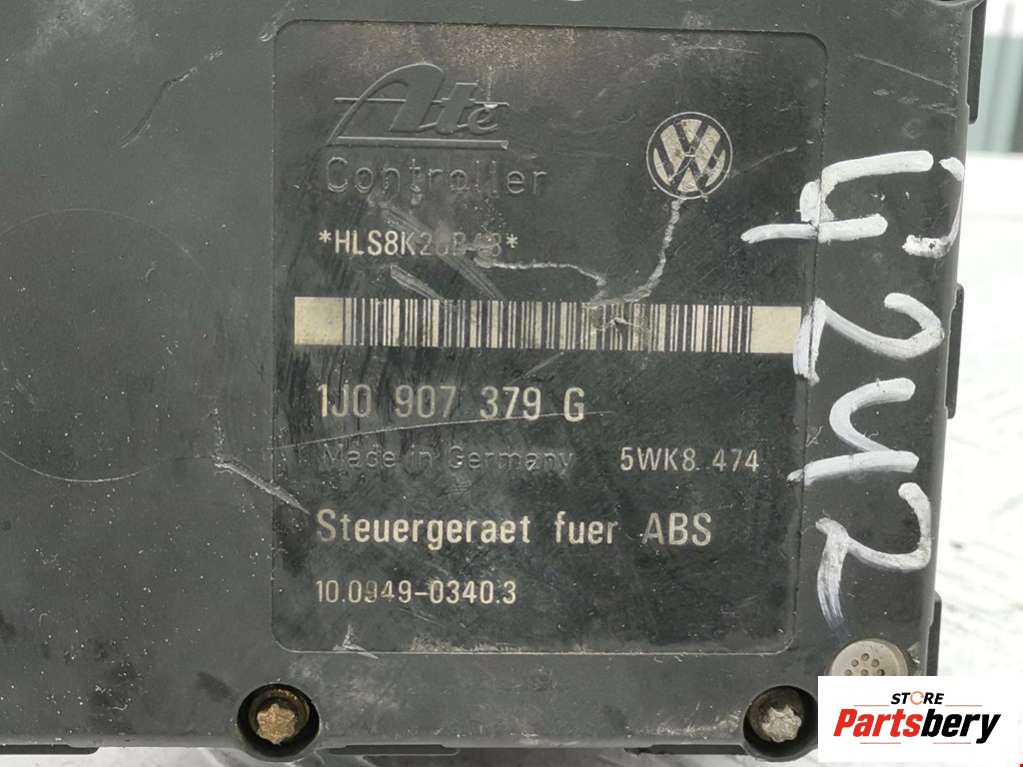 Ate
Controller
VW
1J0 907 379 G
Made in Germany 5WK8 474
Steuergeraet fuer ABS
10.0949-0340.3
4242
STORE
Partsbery